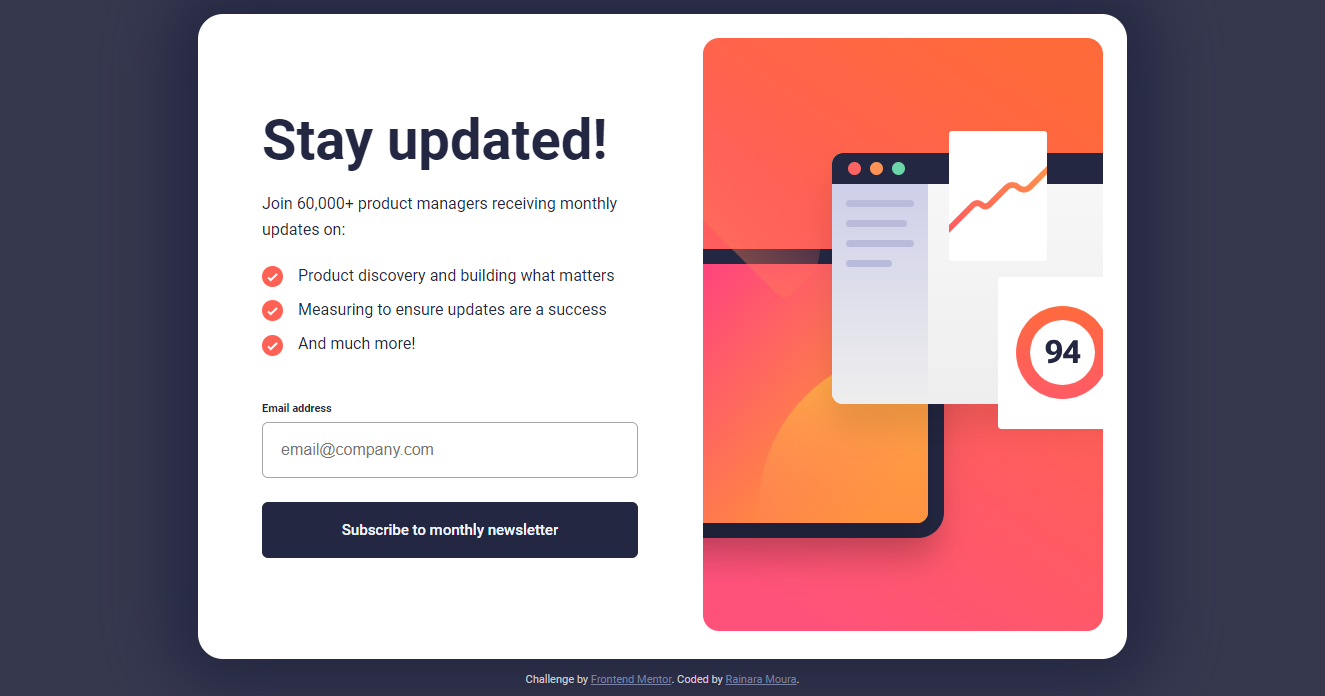 Stay updated!
Join 60,000+ product managers receiving monthly
updates on:
Product discovery and building what matters
Measuring to ensure updates are a success
And much more!
Email address
email@company.com
Subscribe to monthly newsletter
94
Challenge by Frontend Mentor. Coded by Rainara Moura.